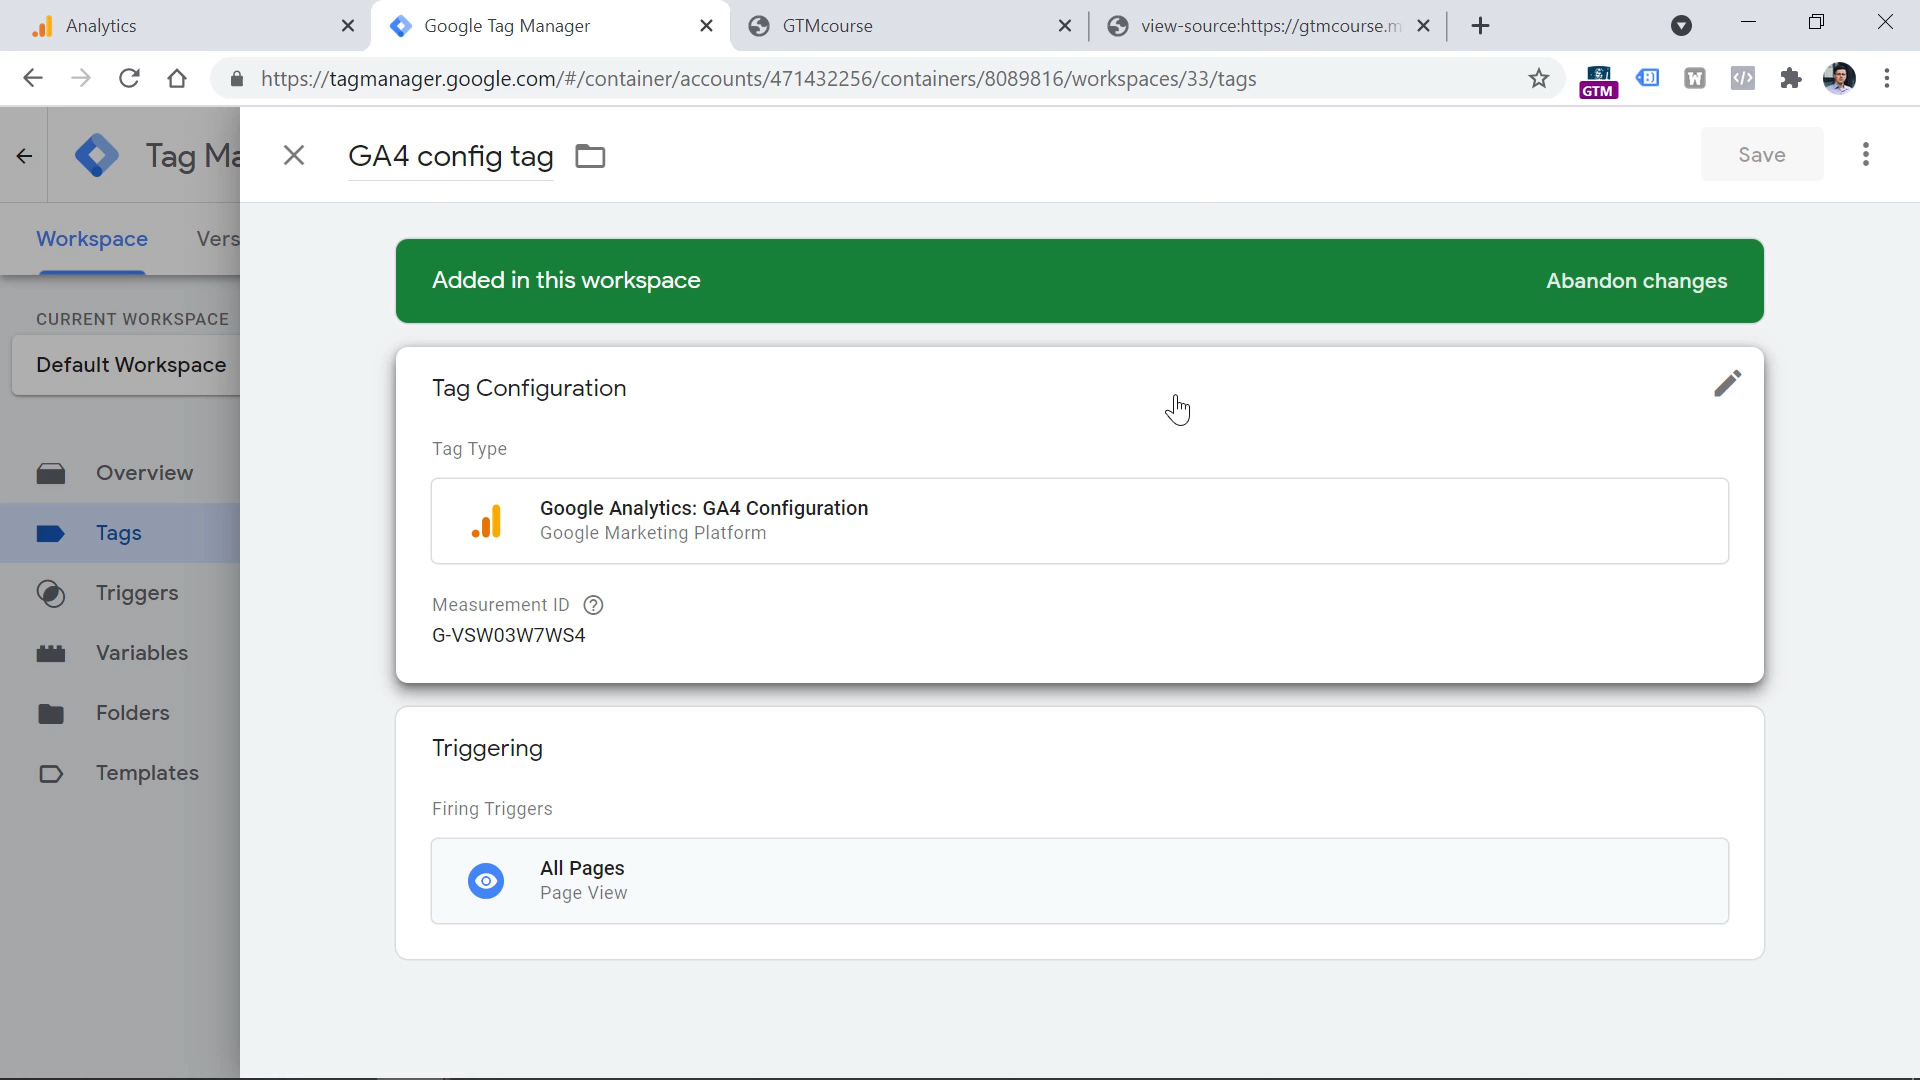 Analytics
Google Tag Manager
GTMcourse
view-source:https://gtmcourse.m
https://tagmanager.google.com/#/container/accounts/471432256/containers/8089816/workspaces/33/tags
GTM
W
Tag Ma
GA4 config tag
Save
Workspace
Vers
Added in this workspace
Abandon changes
CURRENT WORKSPACE
Default Workspace
Overview
Tags
Triggers
Variables
Folders
Templates
Tag Configuration
Tag Type
Google Analytics: GA4 Configuration
Google Marketing Platform
Measurement ID
G-VSW03W7WS4
Triggering
Firing Triggers
All Pages
Page View